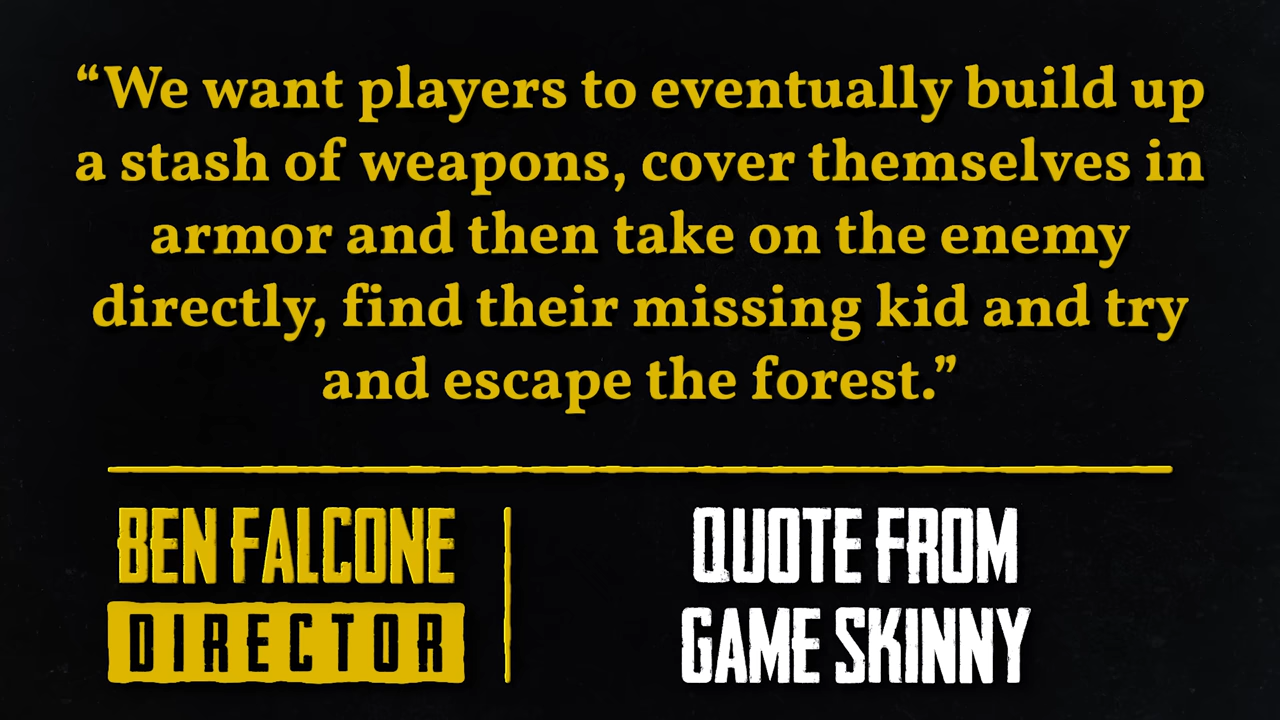 “We want players to eventually build up
a stash of weapons, cover themselves in
armor and then take on the enemy
directly, find their missing kid and try
and escape the forest.”
BEN FALCONE
DIRECTOR
QUOTE FROM
GAME SKINNY